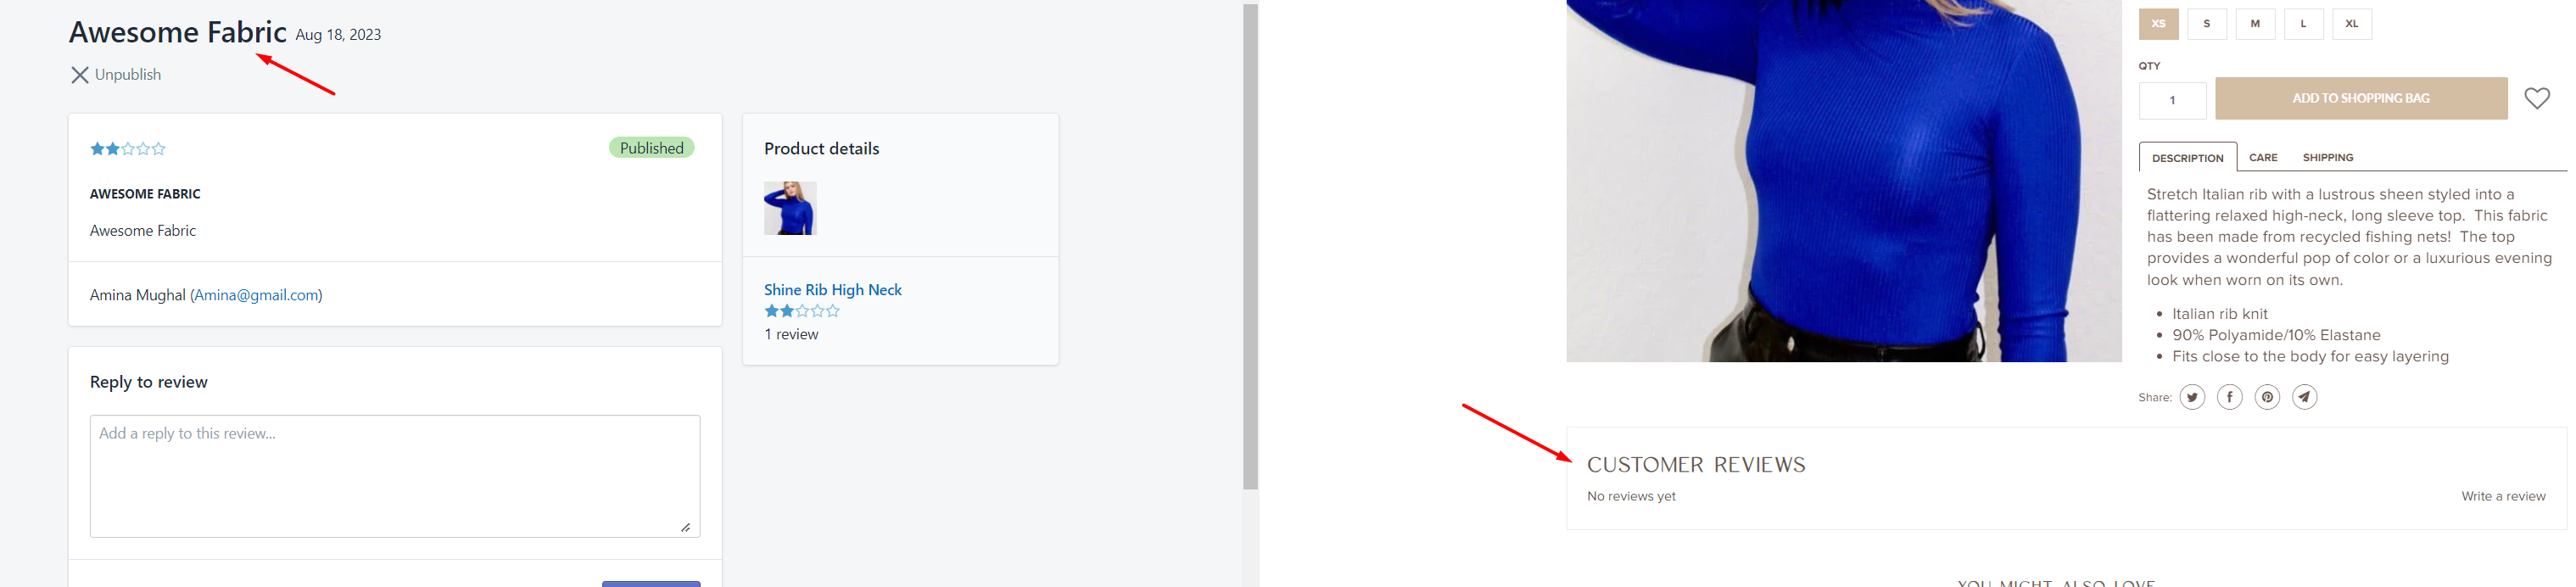 Awesome Fabric Aug 18, 2023
Unpublish
Published
AWESOME FABRIC
Awesome Fabric
Amina Mughal (Amina@gmail.com)
Reply to review
Add a reply to this review...
Product details
Shine Rib High Neck
1 review
XS S M L XL
QTY
1 ADD TO SHOPPING BAG
DESCRIPTION CARE SHIPPING
Stretch Italian rib with a lustrous sheen styled into a
flattering relaxed high-neck, long sleeve top. This fabric
has been made from recycled fishing nets! The top
provides a wonderful pop of color or a luxurious evening
look when worn on its own.
• Italian rib knit
• 90% Polyamide/10% Elastane
• Fits close to the body for easy layering
Share:
CUSTOMER REVIEWS
No reviews yet Write a review
YOU MIGHT ALSO LOVE